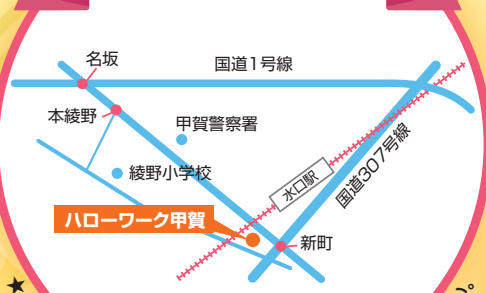 名坂
国道1号線
本綾野
甲賀警察署
綾野小学校
水口駅
国道307号線
ハローワーク甲賀
新町